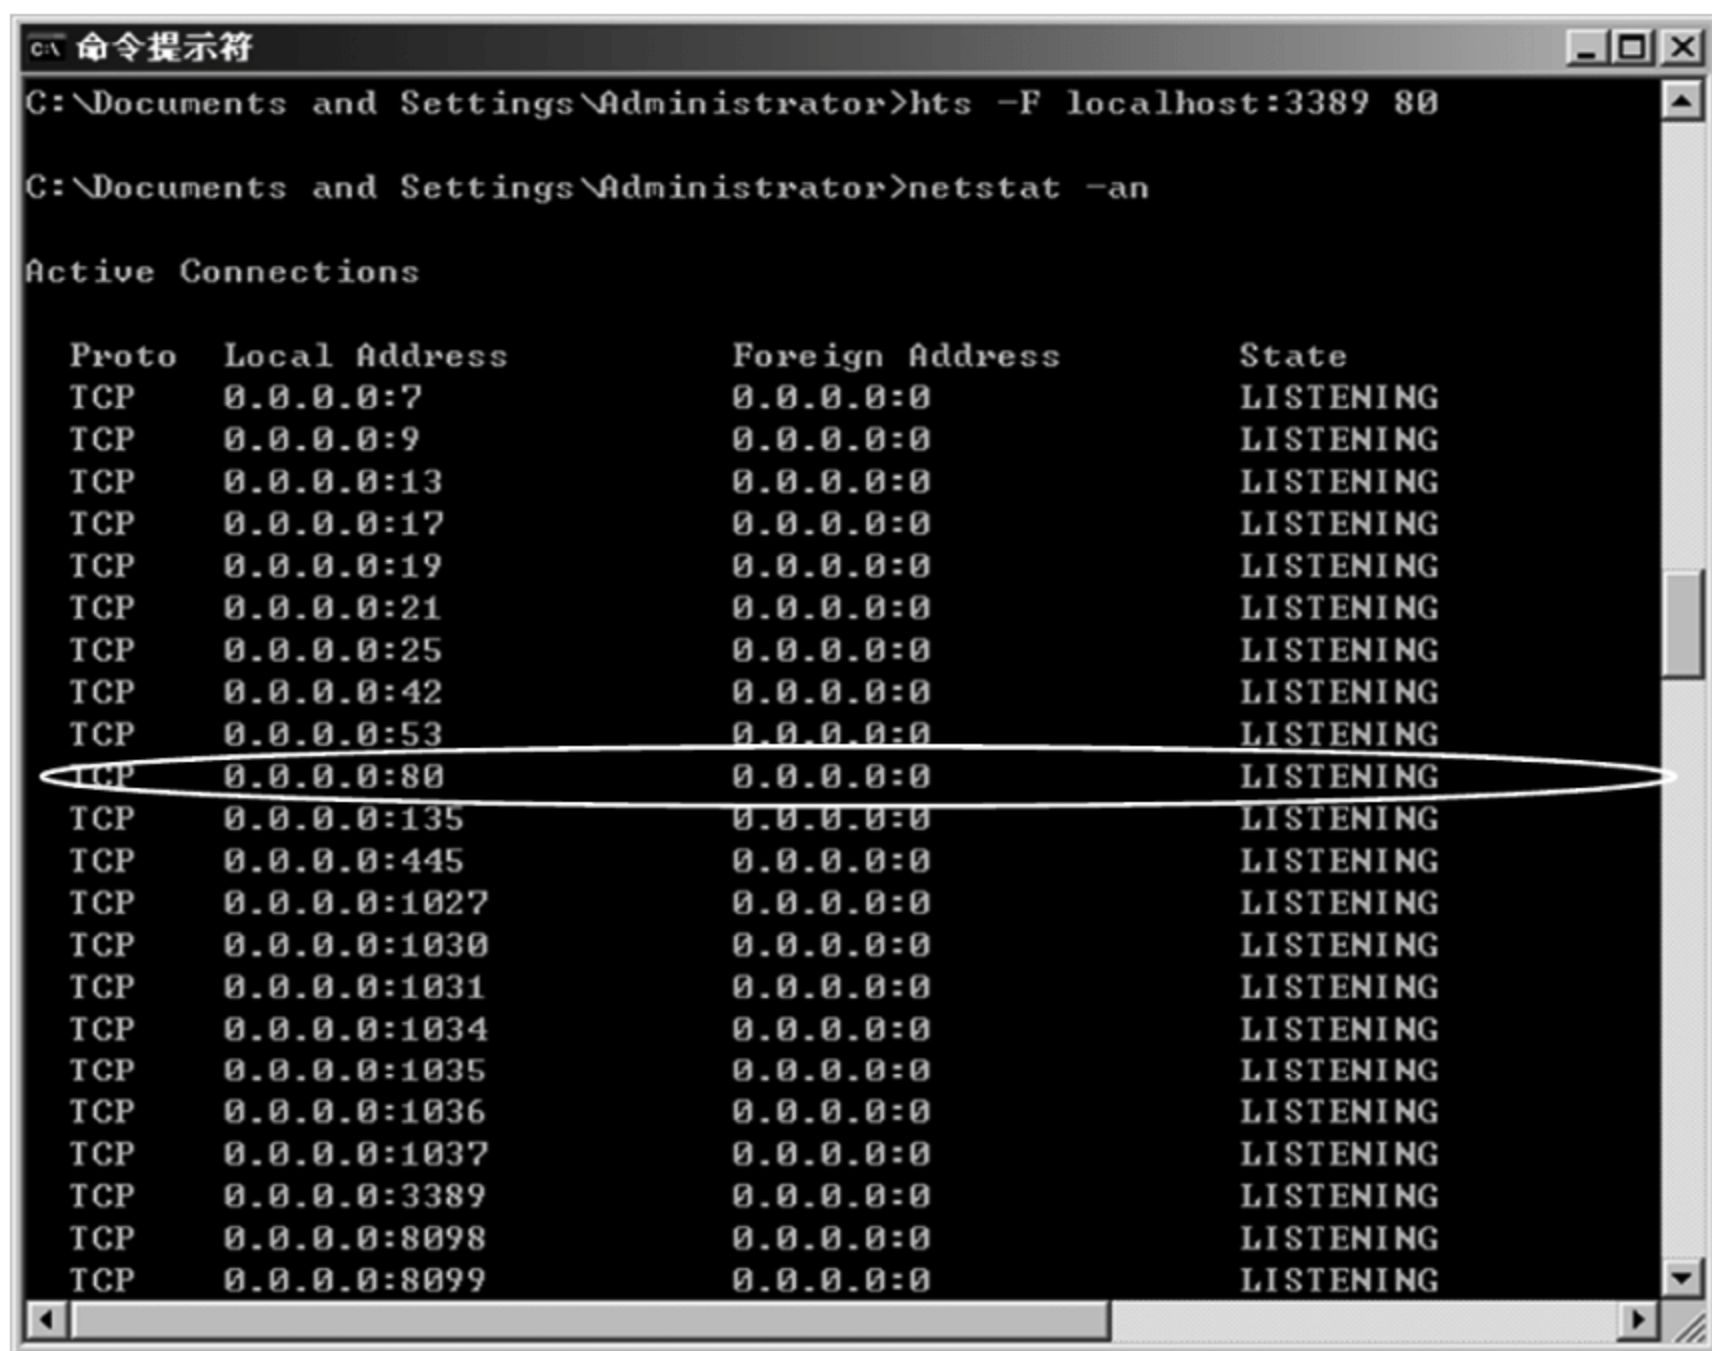 命令提示符
C:\Documents and Settings\Administrator>hts -F localhost:3389 80
C:\Documents and Settings\Administrator>netstat -an
Active Connections
Proto Local Address Foreign Address State
TCP 0.0.0.0:7 0.0.0.0:0 LISTENING
TCP 0.0.0.0:9 0.0.0.0:0 LISTENING
TCP 0.0.0.0:13 0.0.0.0:0 LISTENING
TCP 0.0.0.0:17 0.0.0.0:0 LISTENING
TCP 0.0.0.0:19 0.0.0.0:0 LISTENING
TCP 0.0.0.0:21 0.0.0.0:0 LISTENING
TCP 0.0.0.0:25 0.0.0.0:0 LISTENING
TCP 0.0.0.0:42 0.0.0.0:0 LISTENING
TCP 0.0.0.0:53 0.0.0.0:0 LISTENING
TCP 0.0.0.0:80 0.0.0.0:0 LISTENING
TCP 0.0.0.0:135 0.0.0.0:0 LISTENING
TCP 0.0.0.0:445 0.0.0.0:0 LISTENING
TCP 0.0.0.0:1027 0.0.0.0:0 LISTENING
TCP 0.0.0.0:1030 0.0.0.0:0 LISTENING
TCP 0.0.0.0:1031 0.0.0.0:0 LISTENING
TCP 0.0.0.0:1034 0.0.0.0:0 LISTENING
TCP 0.0.0.0:1035 0.0.0.0:0 LISTENING
TCP 0.0.0.0:1036 0.0.0.0:0 LISTENING
TCP 0.0.0.0:1037 0.0.0.0:0 LISTENING
TCP 0.0.0.0:3389 0.0.0.0:0 LISTENING
TCP 0.0.0.0:8098 0.0.0.0:0 LISTENING
TCP 0.0.0.0:8099 0.0.0.0:0 LISTENING